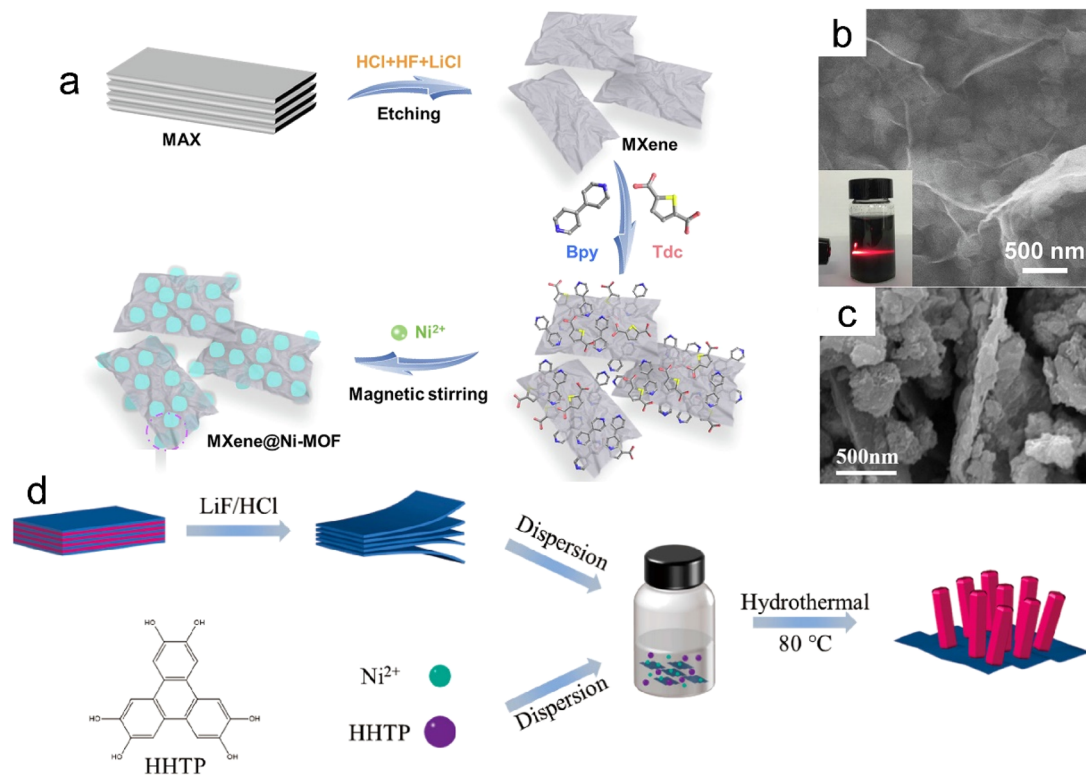 a
MAX
HCl+HF+LiCl
Etching
MXene
Bpy
Tdc
Ni²⁺
Magnetic stirring
MXene@Ni-MOF
b
500 nm
c
500nm
d
LiF/HCl
Dispersion
Hydrothermal
80 °C
OH
HO
HO
OH
HO
OH
HHTP
Ni²⁺
HHTP
Dispersion